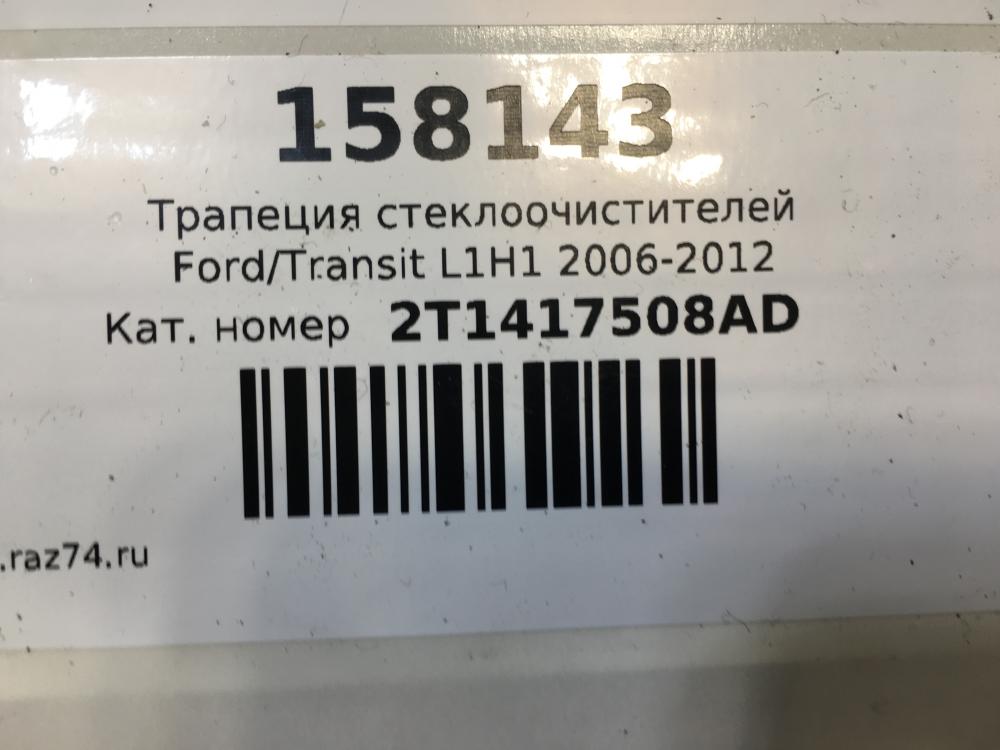 158143
Трапеция стеклоочистителей
Ford/Transit L1H1 2006-2012
Кат. номер 2T1417508AD
.raz74.ru